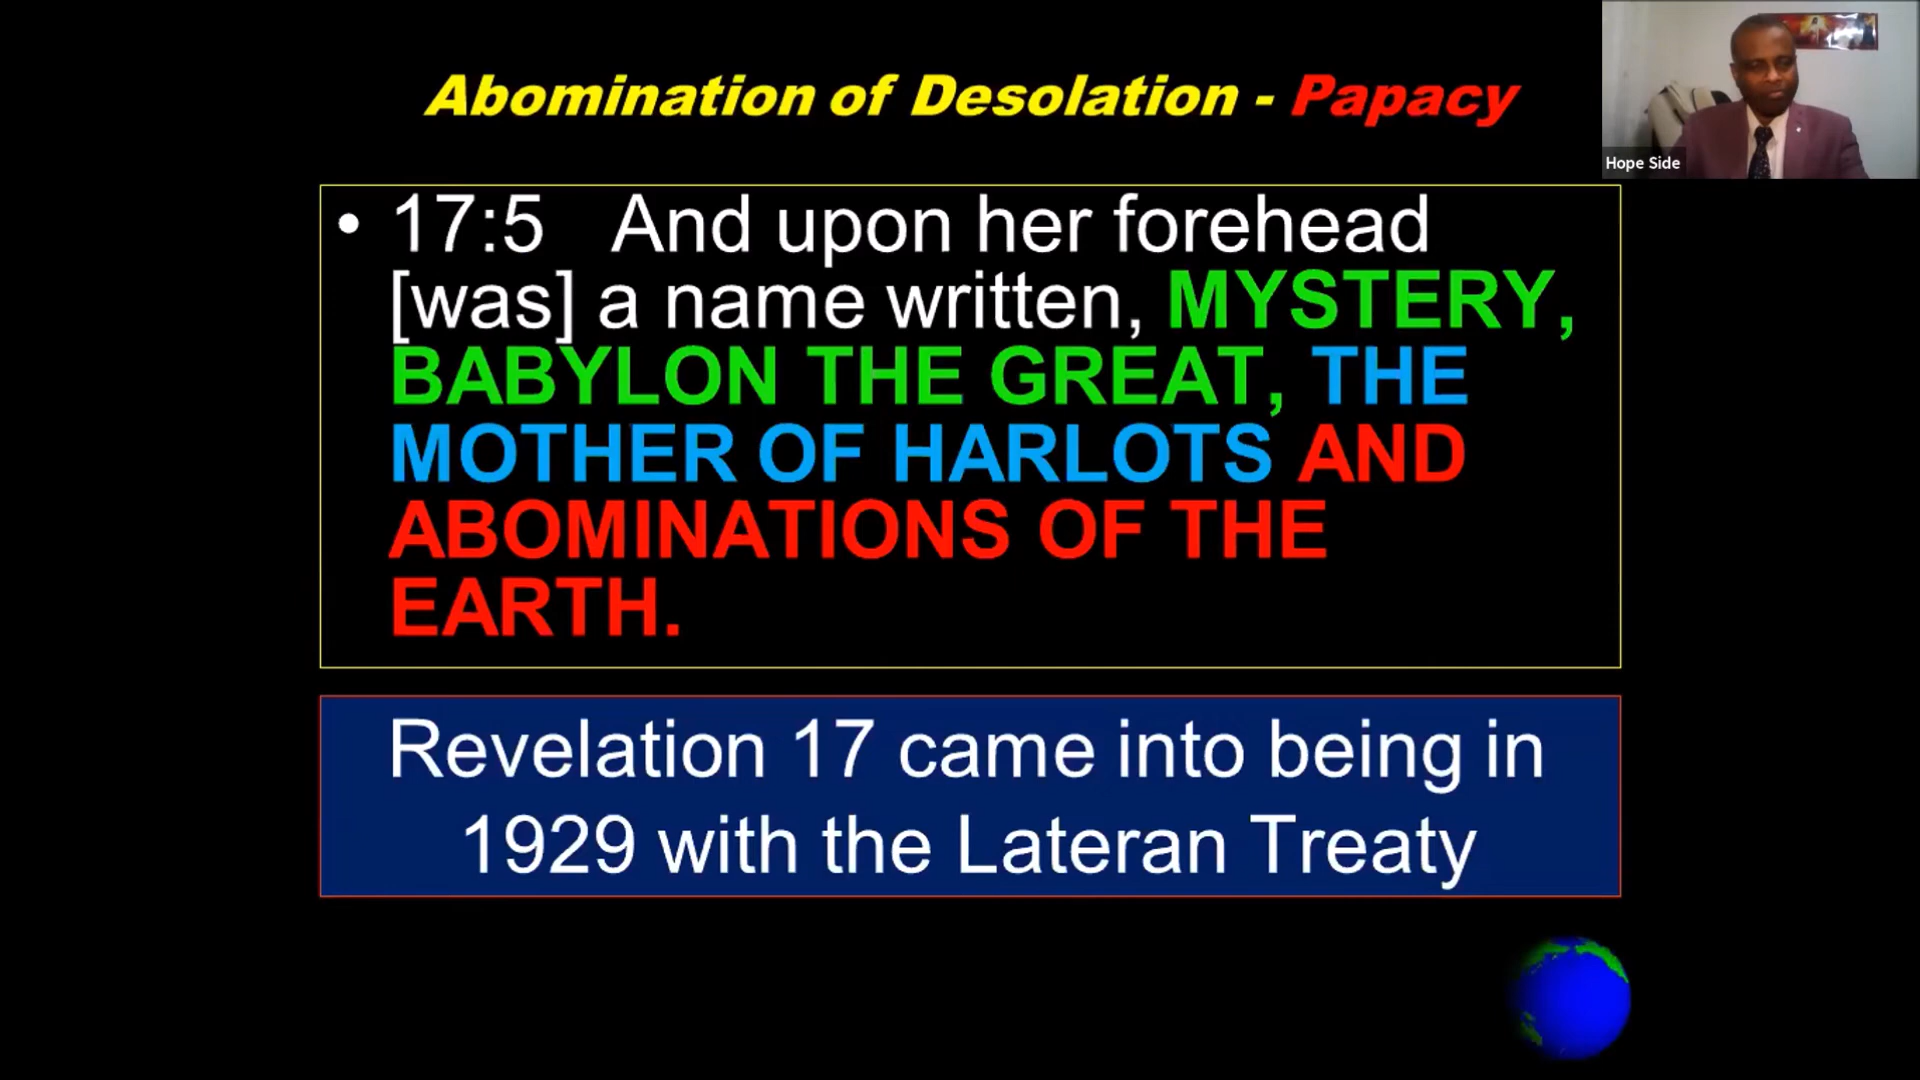 Abomination of Desolation - Papacy
Hope Side
• 17:5 And upon her forehead
[was] a name written, MYSTERY,
BABYLON THE GREAT, THE
MOTHER OF HARLOTS AND
ABOMINATIONS OF THE
EARTH.
Revelation 17 came into being in
1929 with the Lateran Treaty